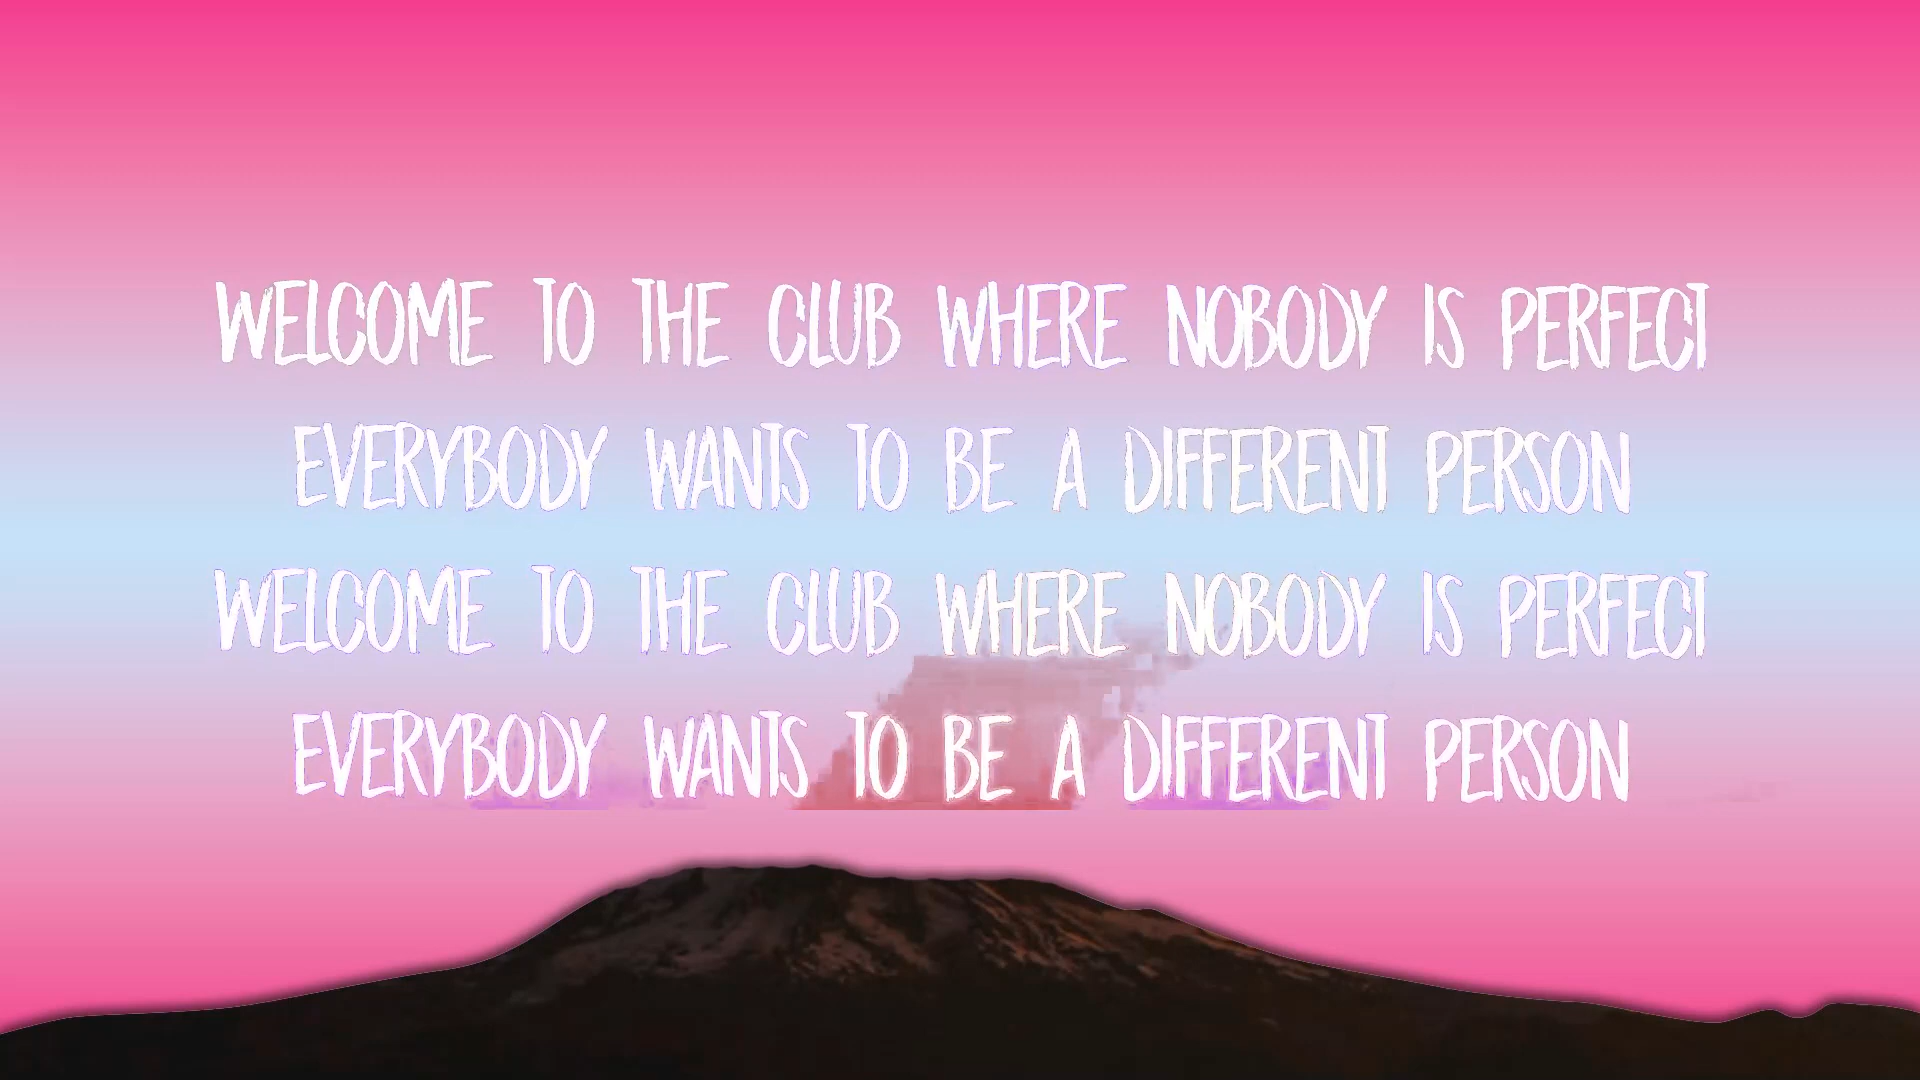 WELCOME TO THE CLUB WHERE NOBODY IS PERFECT
EVERYBODY WANTS TO BE A DIFFERENT PERSON
WELCOME TO THE CLUB WHERE NOBODY IS PERFECT
EVERYBODY WANTS TO BE A DIFFERENT PERSON